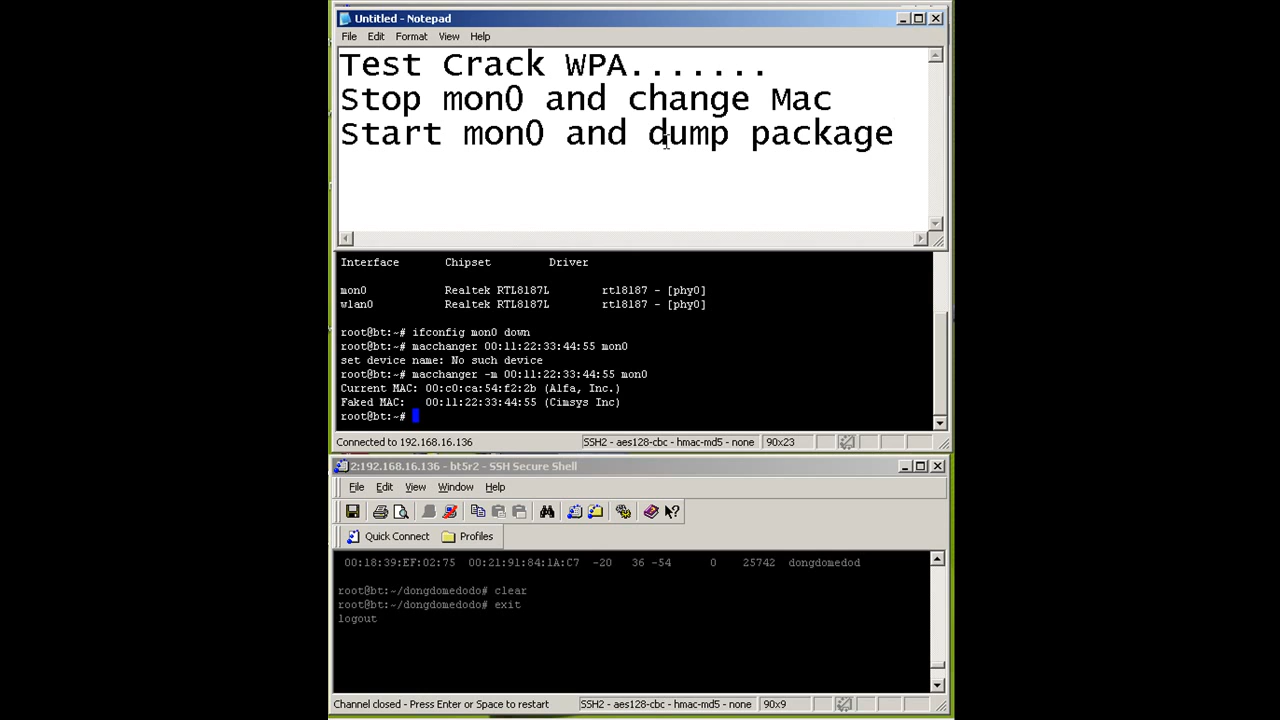 Untitled - Notepad
File Edit Format View Help
Test Crack WPA.......
Stop mon0 and change Mac
Start mon0 and dump package
Interface Chipset Driver
mon0 Realtek RTL8187L rtl8187 - [phy0]
wlan0 Realtek RTL8187L rtl8187 - [phy0]
root@bt:~# ifconfig mon0 down
root@bt:~# macchanger 00:11:22:33:44:55 mon0
set device name: No such device
root@bt:~# macchanger -m 00:11:22:33:44:55 mon0
Current MAC: 00:c0:ca:54:f2:2b (Alfa, Inc.)
Faked MAC: 00:11:22:33:44:55 (Cimsys Inc)
root@bt:~#
Connected to 192.168.16.136 SSH2 - aes128-cbc - hmac-md5 - none 90x23
2:192.168.16.136 - bt5r2 - SSH Secure Shell
File Edit View Window Help
Quick Connect Profiles
00:18:39:EF:02:75 00:21:91:84:1A:C7 -20 36 -54 0 25742 dongdomedod
root@bt:~/dongdomedodo# clear
root@bt:~/dongdomedodo# exit
logout
Channel closed - Press Enter or Space to restart SSH2 - aes128-cbc - hmac-md5 - none 90x9